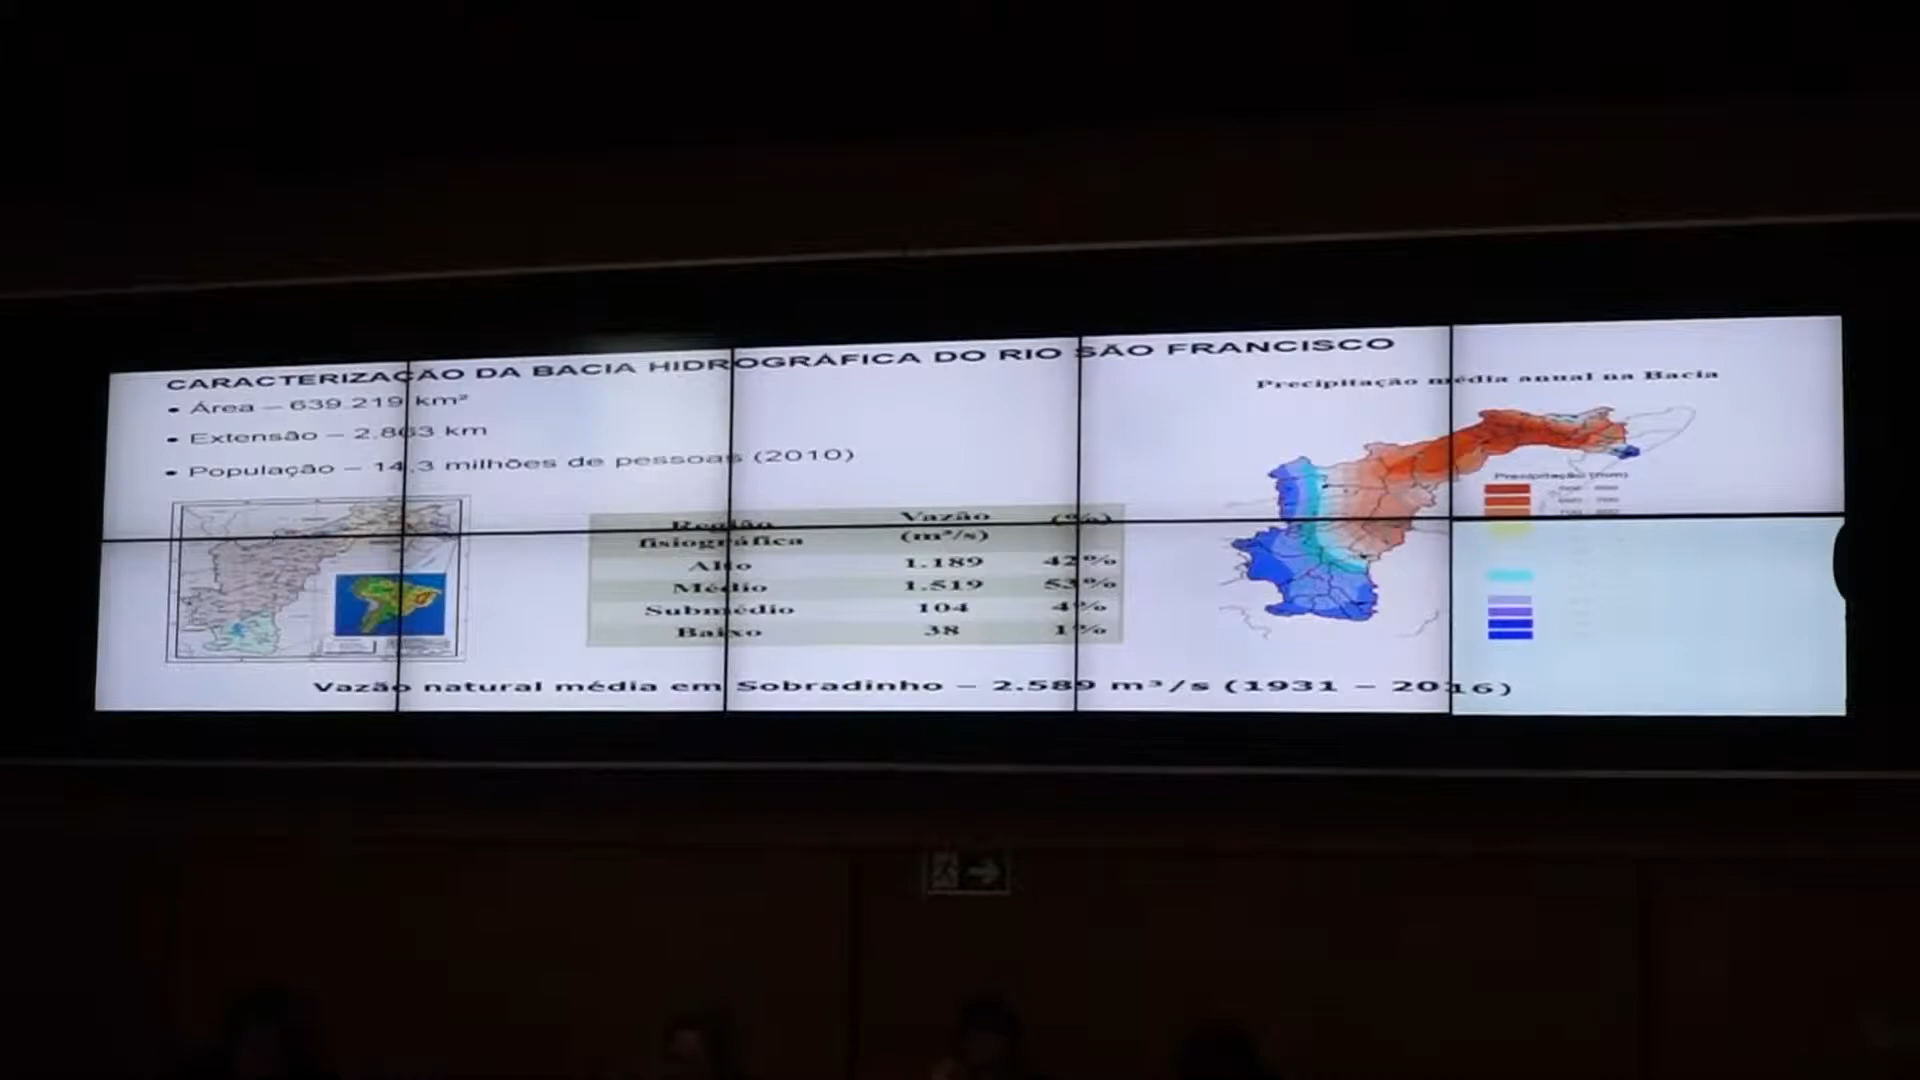 CARACTERIZAÇÃO DA BACIA HIDROGRÁFICA DO RIO SÃO FRANCISCO
• Área – 639.219 km²
• Extensão – 2.863 km
• População – 14,3 milhões de pessoas (2010)
Precipitação média anual na Bacia
Precipitação (mm)
Região fisiográfica
Vazão (m³/s)
(%)
Alto 1.189 42%
Médio 1.519 53%
Submédio 104 4%
Baixo 38 1%
Vazão natural média em Sobradinho – 2.589 m³/s (1931 – 2016)